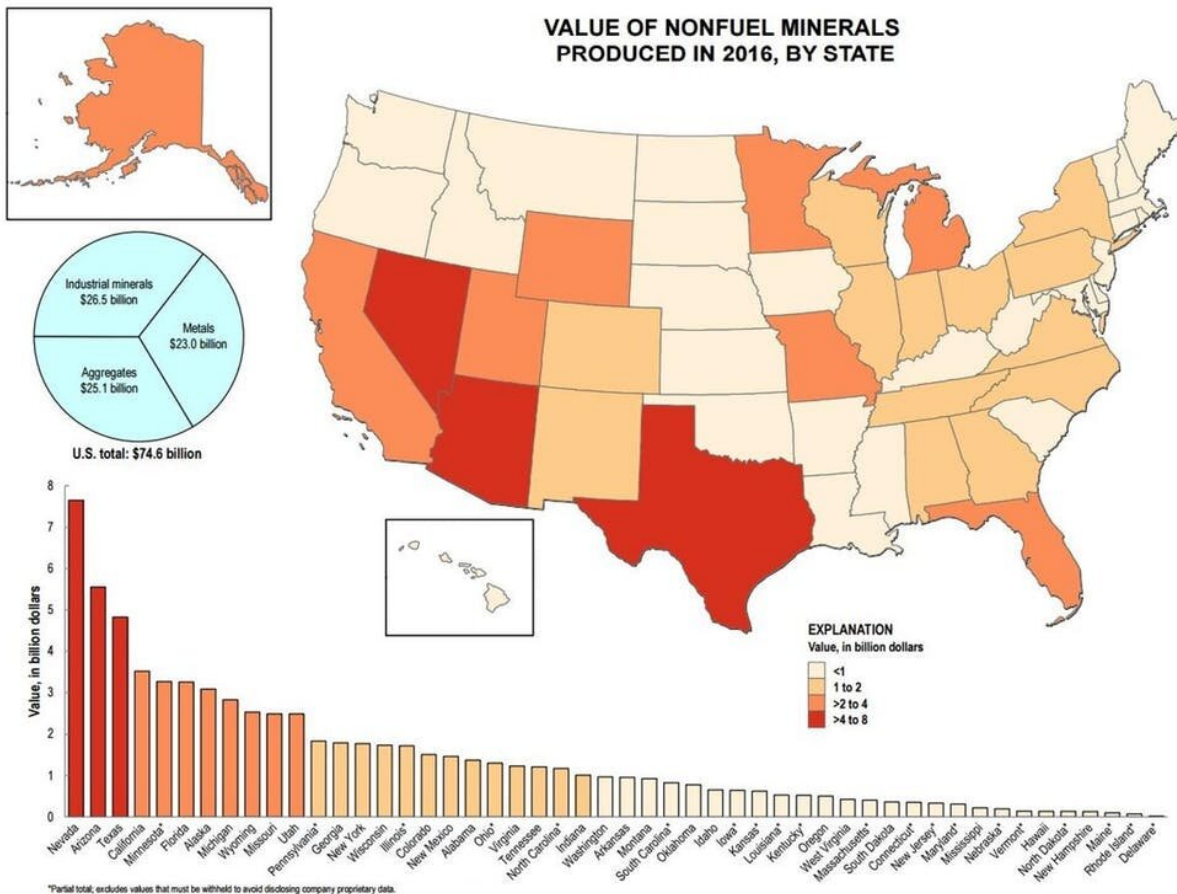 VALUE OF NONFUEL MINERALS
PRODUCED IN 2016, BY STATE
Industrial minerals
$26.5 billion
Metals
$23.0 billion
Aggregates
$25.1 billion
U.S. total: $74.6 billion
EXPLANATION
Value, in billion dollars
<1
1 to 2
>2 to 4
>4 to 8
Value, in billion dollars
8
7
6
5
4
3
2
1
0
Nevada
Arizona
Texas
California
Minnesota*
Florida
Alaska
Michigan
Wyoming
Missouri
Utah
Pennsylvania*
Georgia
New York
Wisconsin
Illinois*
Colorado
New Mexico
Alabama
Ohio*
Virginia
Tennessee
North Carolina*
Indiana
Washington
Arkansas
Montana
South Carolina*
Oklahoma
Idaho
Iowa*
Kansas*
Louisiana*
Kentucky*
Oregon
West Virginia
Massachusetts*
South Dakota
Connecticut*
New Jersey*
Maryland*
Mississippi
Nebraska*
Vermont*
Hawaii
North Dakota*
New Hampshire
Maine*
Rhode Island*
Delaware*
*Partial total; excludes values that must be withheld to avoid disclosing company proprietary data.